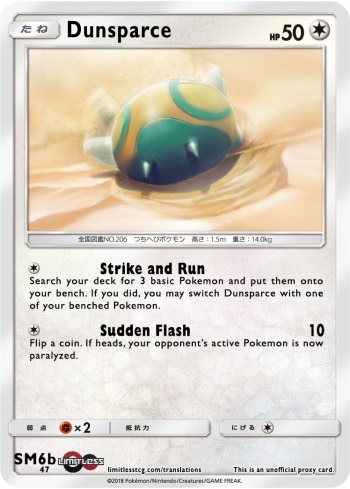 たね Dunsparce HP50
全国図鑑NO.206 つちへびポケモン 高さ:1.5m 重さ:14.0kg
Strike and Run
Search your deck for 3 basic Pokemon and put them onto
your bench. If you did, you may switch Dunsparce with one
of your benched Pokemon.
Sudden Flash 10
Flip a coin. If heads, your opponent's active Pokemon is now
paralyzed.
弱点 ×2 抵抗力 にげる
SM6b LIMITLESS
47 limitlesstcg.com/translations This is an unofficial proxy card.
©2018 Pokémon/Nintendo/Creatures/GAME FREAK.